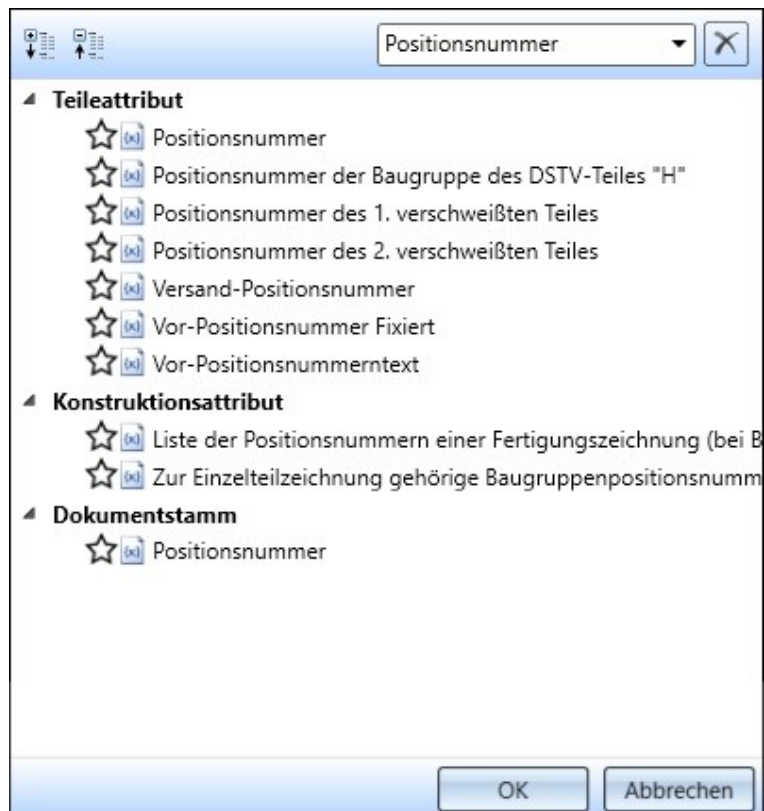 Positionsnummer
Teileattribut
Positionsnummer
Positionsnummer der Baugruppe des DSTV-Teiles "H"
Positionsnummer des 1. verschweißten Teiles
Positionsnummer des 2. verschweißten Teiles
Versand-Positionsnummer
Vor-Positionsnummer Fixiert
Vor-Positionsnummerntext
Konstruktionsattribut
Liste der Positionsnummern einer Fertigungszeichnung (bei B
Zur Einzelteilzeichnung gehörige Baugruppenpositionsnumm
Dokumentstamm
Positionsnummer
OK Abbrechen